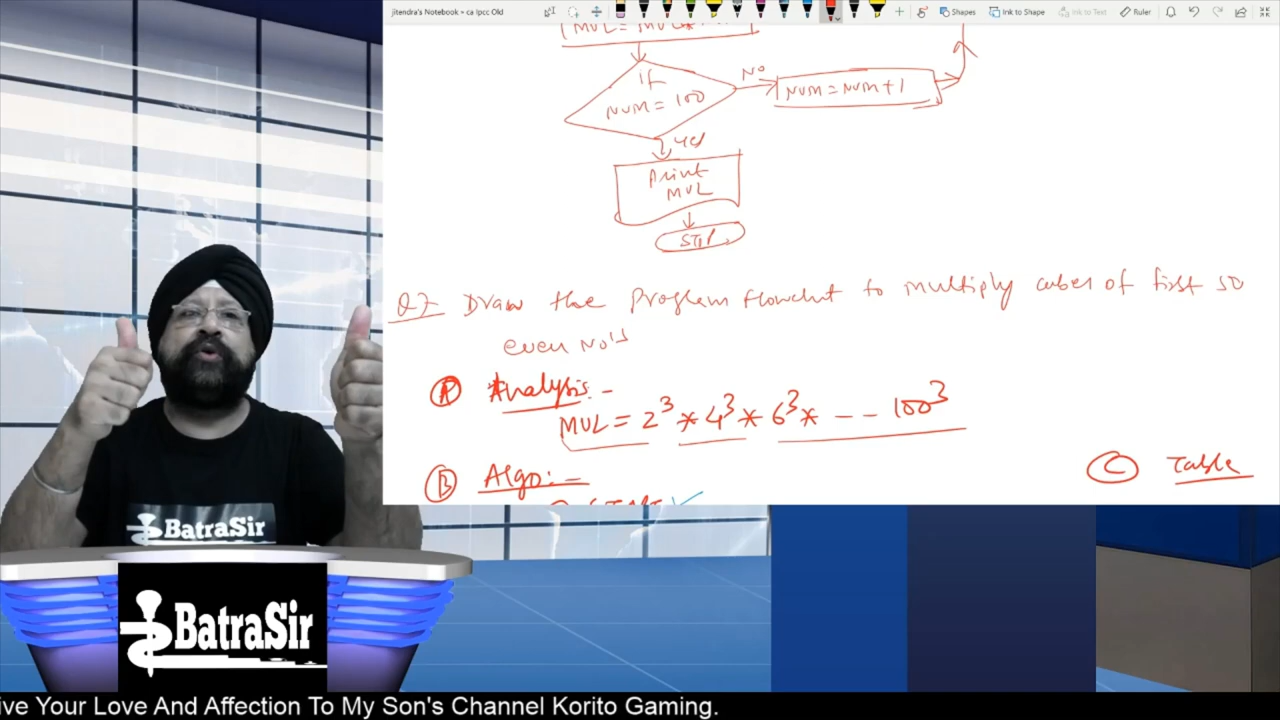 jitendra's Notebook » ca Ipcc Old
Shapes
Ink to Shape
Ink to Text
Ruler
If
NUM = 100
NO
NUM = NUM + 1
Yes
Print
MUL
STOP
Q7 Draw the program flowchart to multiply cubes of first 50
even No's
(A) Analysis: -
MUL = 2³ * 4³ * 6³ * - - 100³
(B) Algo: -
(C) Table
START
BatraSir
BatraSir
ive Your Love And Affection To My Son's Channel Korito Gaming.